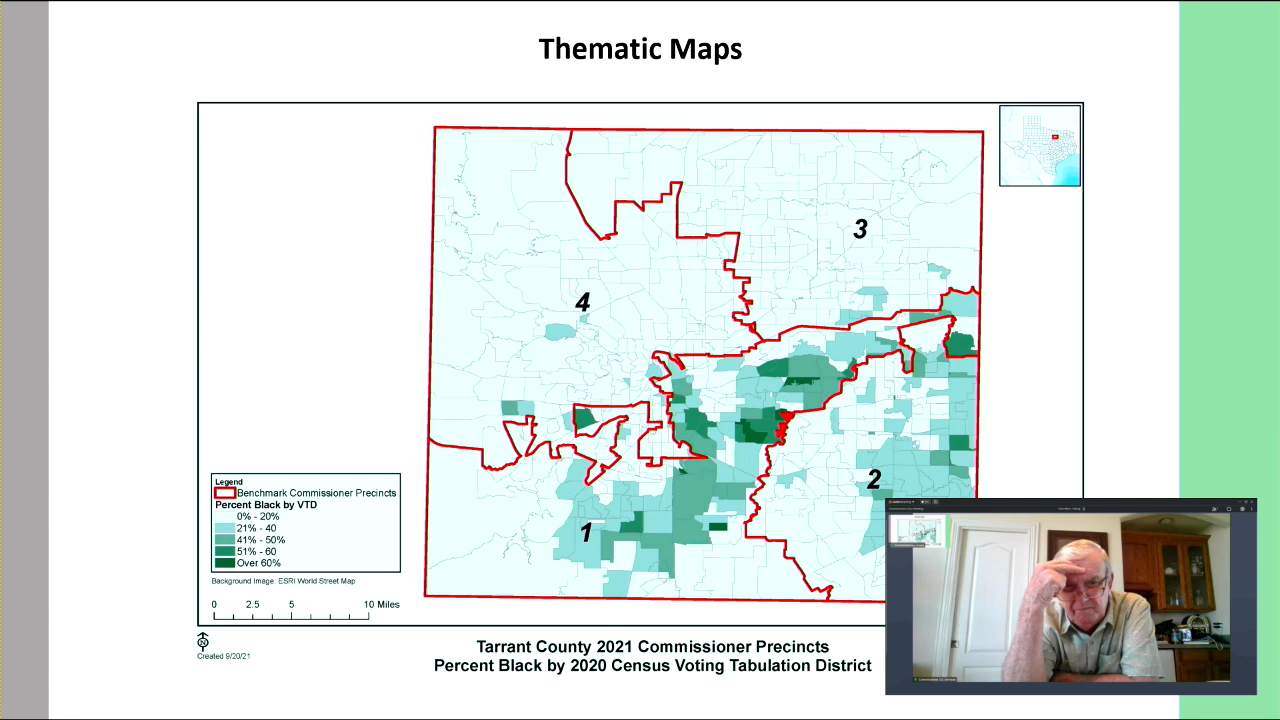 Thematic Maps
3
4
2
1
Legend
Benchmark Commissioner Precincts
Percent Black by VTD
0% - 20%
21% - 40
41% - 50%
51% - 60
Over 60%
Background Image: ESRI World Street Map
0 2.5 5 10 Miles
N
Created 9/20/21
Tarrant County 2021 Commissioner Precincts
Percent Black by 2020 Census Voting Tabulation District